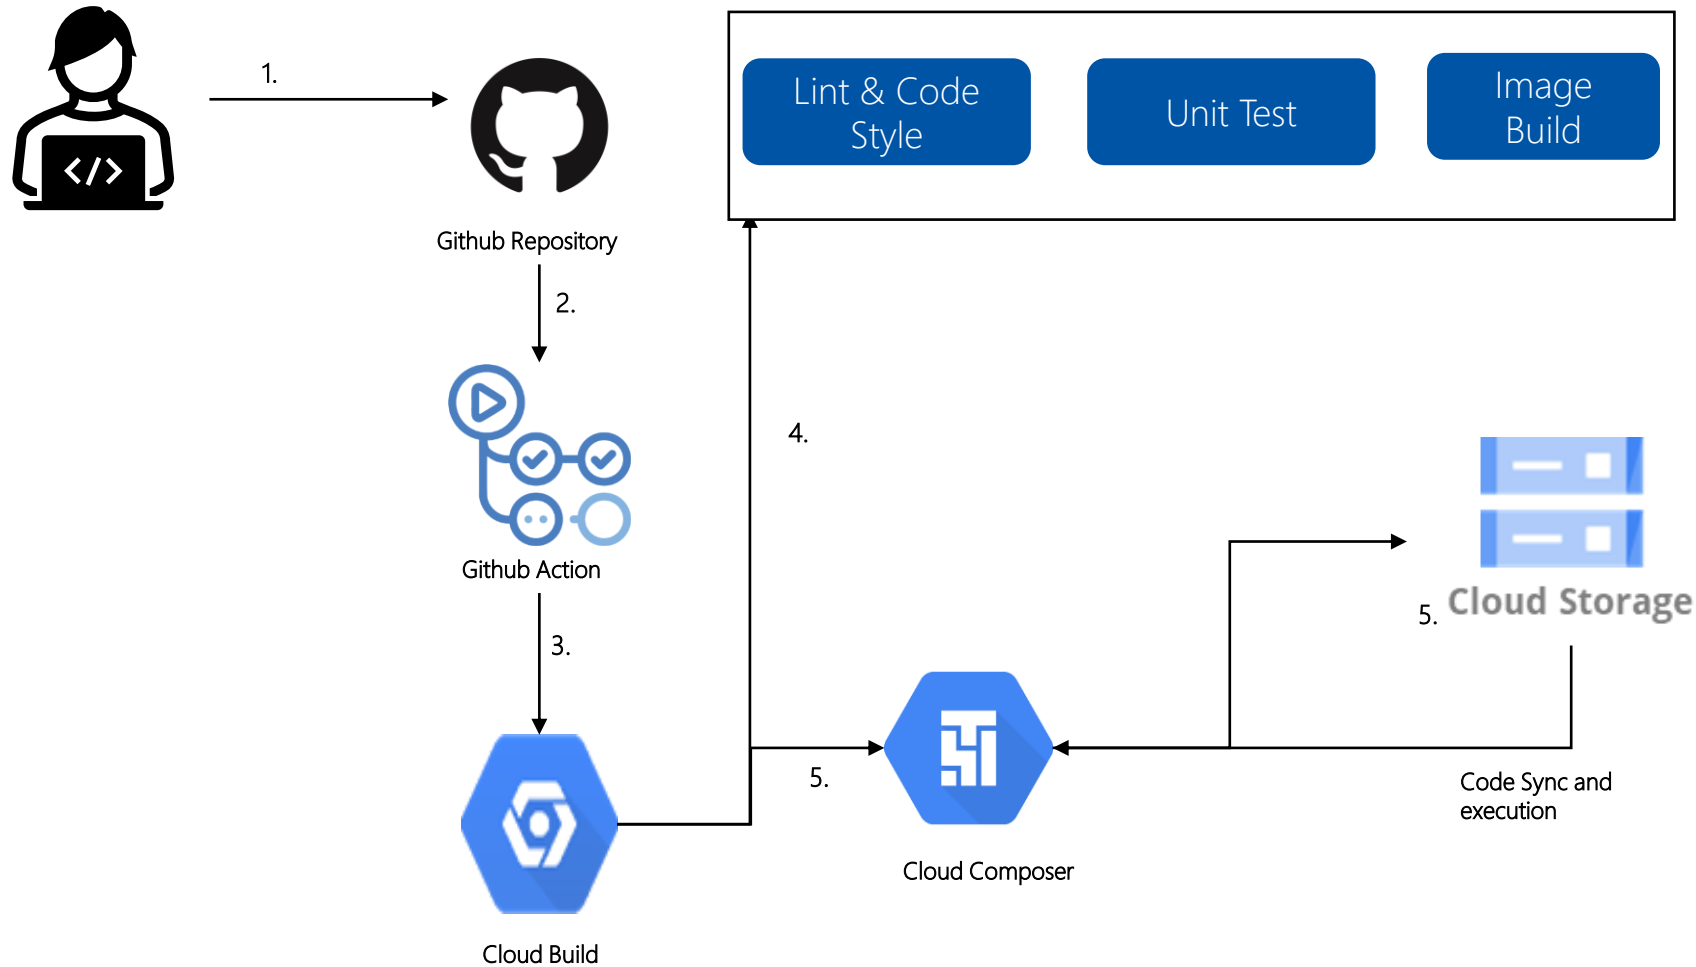 1.
</>
Github Repository
Lint & Code
Style
Unit Test
Image
Build
2.
4.
Github Action
3.
5.
Cloud Storage
5.
Code Sync and
execution
Cloud Composer
Cloud Build